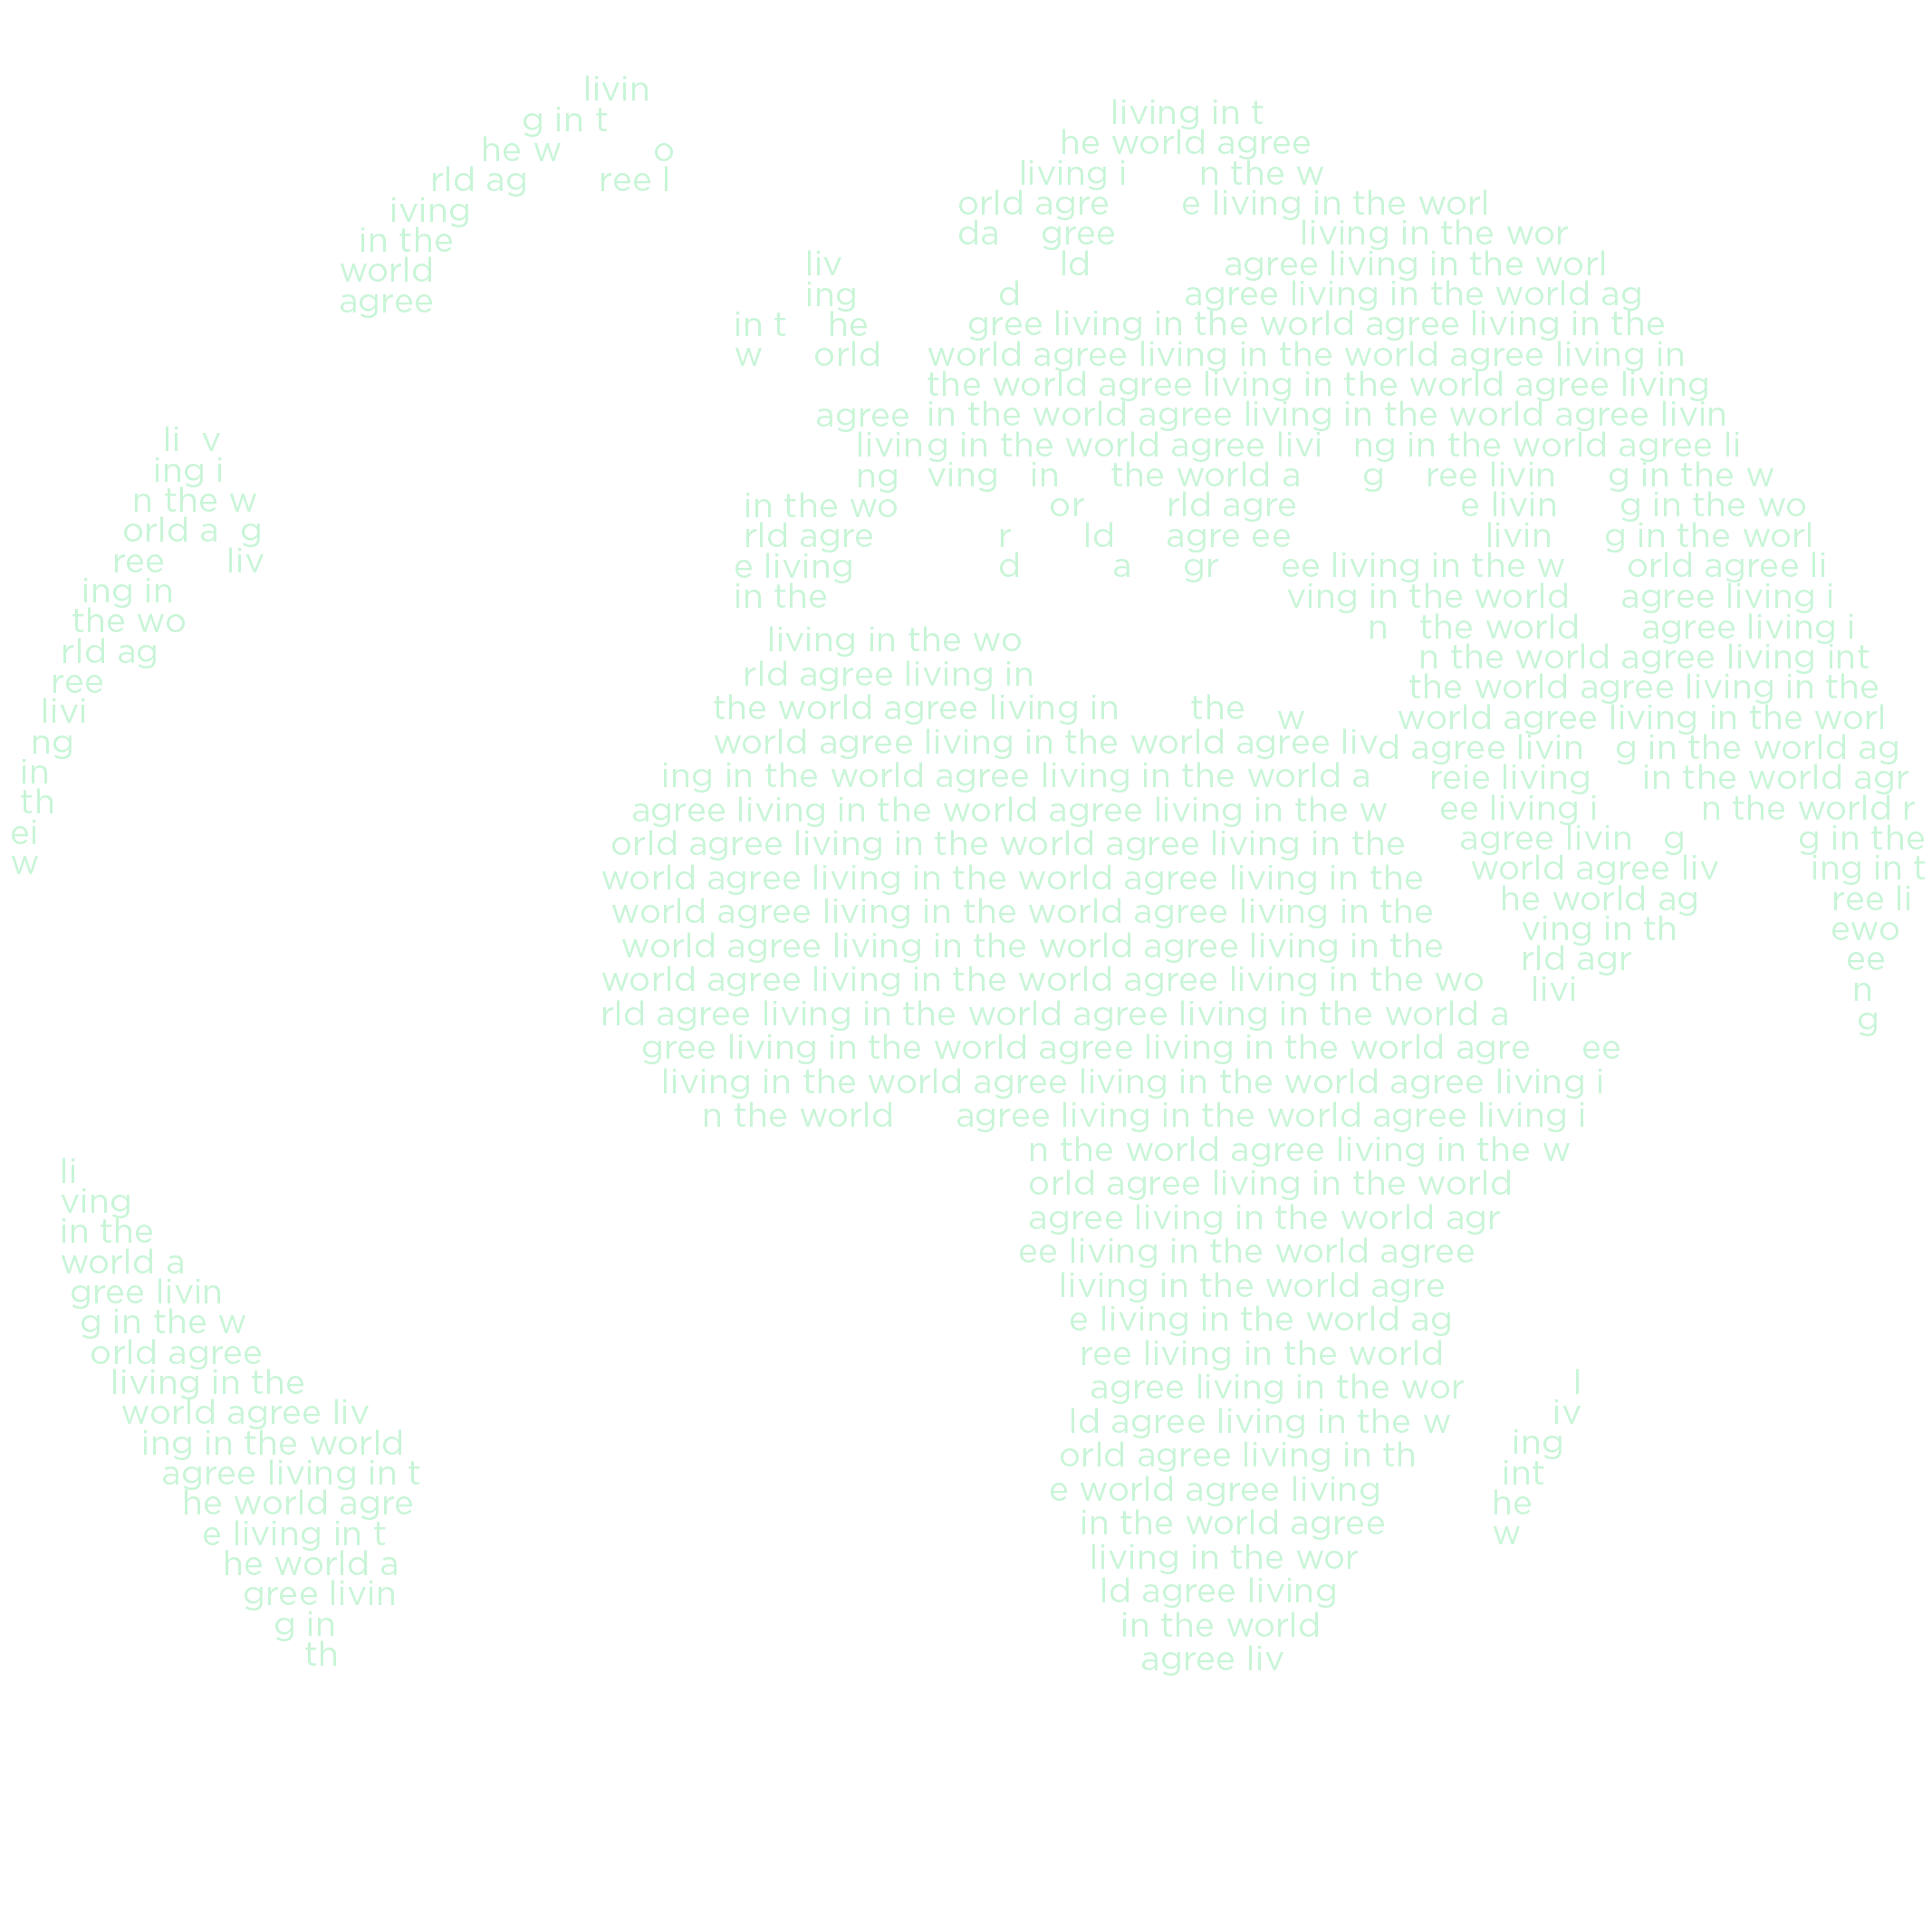 livin
g in t living in t
he w o he world agree
rld ag ree l living i n the w
iving orld agre e living in the worl
in the da gree living in the wor
world liv ld agree living in the worl
agree ing d agree living in the world ag
in t he gree living in the world agree living in the
w orld world agree living in the world agree living in
the world agree living in the world agree living
agree in the world agree living in the world agree livin
li v living in the world agree livi ng in the world agree li
ing i ng ving in the world a g ree livin g in the w
n the w in the wo or rld agre e livin g in the wo
orld a g rld agre r ld agre ee livin g in the worl
ree liv e living d a gr ee living in the w orld agree li
ing in in the ving in the world agree living i
the wo living in the wo n the world agree living i
rld ag rld agree living in n the world agree living int
ree the world agree living in the the world agree living in the
livi w world agree living in the worl
ng world agree living in the world agree liv d agree livin g in the world ag
in ing in the world agree living in the world a reie living in the world agr
th agree living in the world agree living in the w ee living i n the world r
ei orld agree living in the world agree living in the agree livin g g in the
w world agree living in the world agree living in the world agree liv ing in t
world agree living in the world agree living in the he world ag ree li
world agree living in the world agree living in the ving in th ewo
world agree living in the world agree living in the wo rld agr ee
livi n
rld agree living in the world agree living in the world a g
gree living in the world agree living in the world agre ee
living in the world agree living in the world agree living i
n the world agree living in the world agree living i
li n the world agree living in the w
ving orld agree living in the world
in the agree living in the world agr
world a ee living in the world agree
gree livin living in the world agre
g in the w e living in the world ag
orld agree ree living in the world
living in the agree living in the wor l
world agree liv ld agree living in the w iv
ing in the world orld agree living in th ing
agree living in t e world agree living int
he world agre in the world agree he
e living in t w
he world a living in the wor
gree livin ld agree living
g in in the world
th agree liv